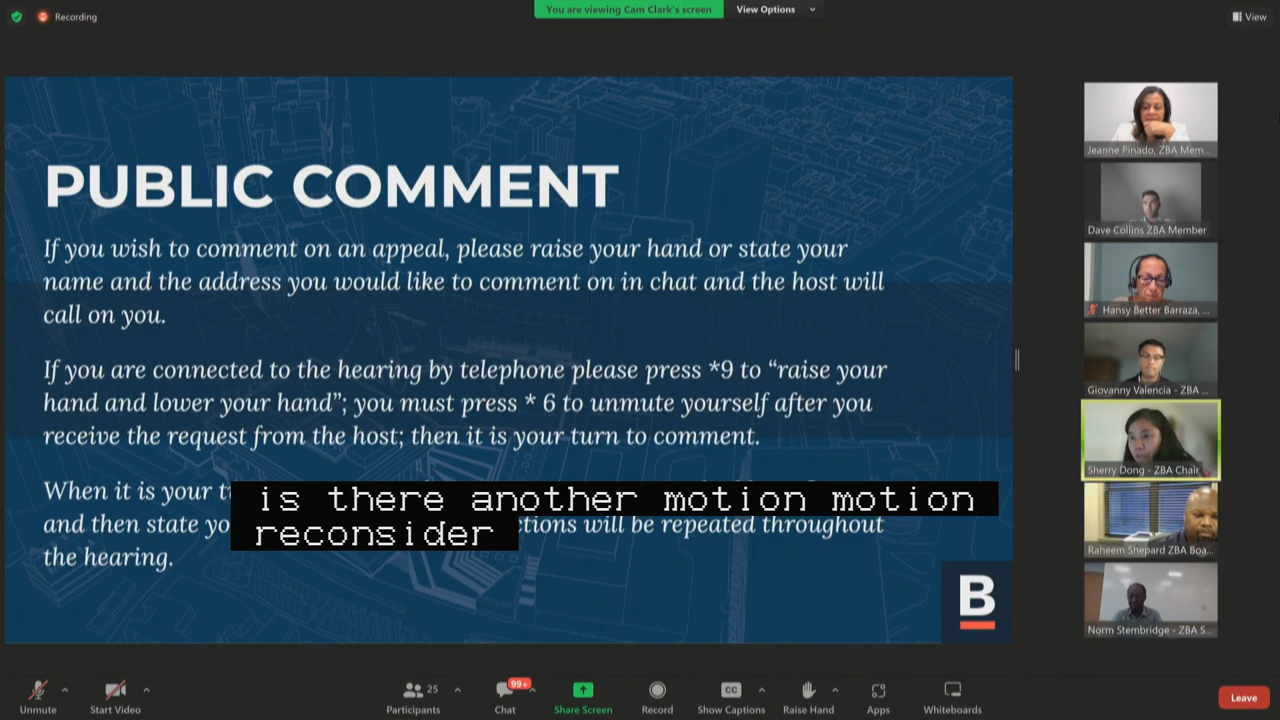 Recording
You are viewing Cam Clark's screen
View Options
View
PUBLIC COMMENT
If you wish to comment on an appeal, please raise your hand or state your
name and the address you would like to comment on in chat and the host will
call on you.
If you are connected to the hearing by telephone please press *9 to “raise your
hand and lower your hand”; you must press * 6 to unmute yourself after you
receive the request from the host; then it is your turn to comment.
When it is your
and then state
will be repeated throughout
the hearing.
is there another motion motion
reconsider
B
Jeanne Pinado, ZBA Mem...
Dave Collins ZBA Member
Hansy Better Barraza, ...
Giovanny Valencia - ZBA ...
Sherry Dong - ZBA Chair
Raheem Shepard ZBA Boa...
Norm Stembridge - ZBA S...
Unmute
Start Video
25
Participants
99+
Chat
Share Screen
Record
CC
Show Captions
Raise Hand
Apps
Whiteboards
Leave